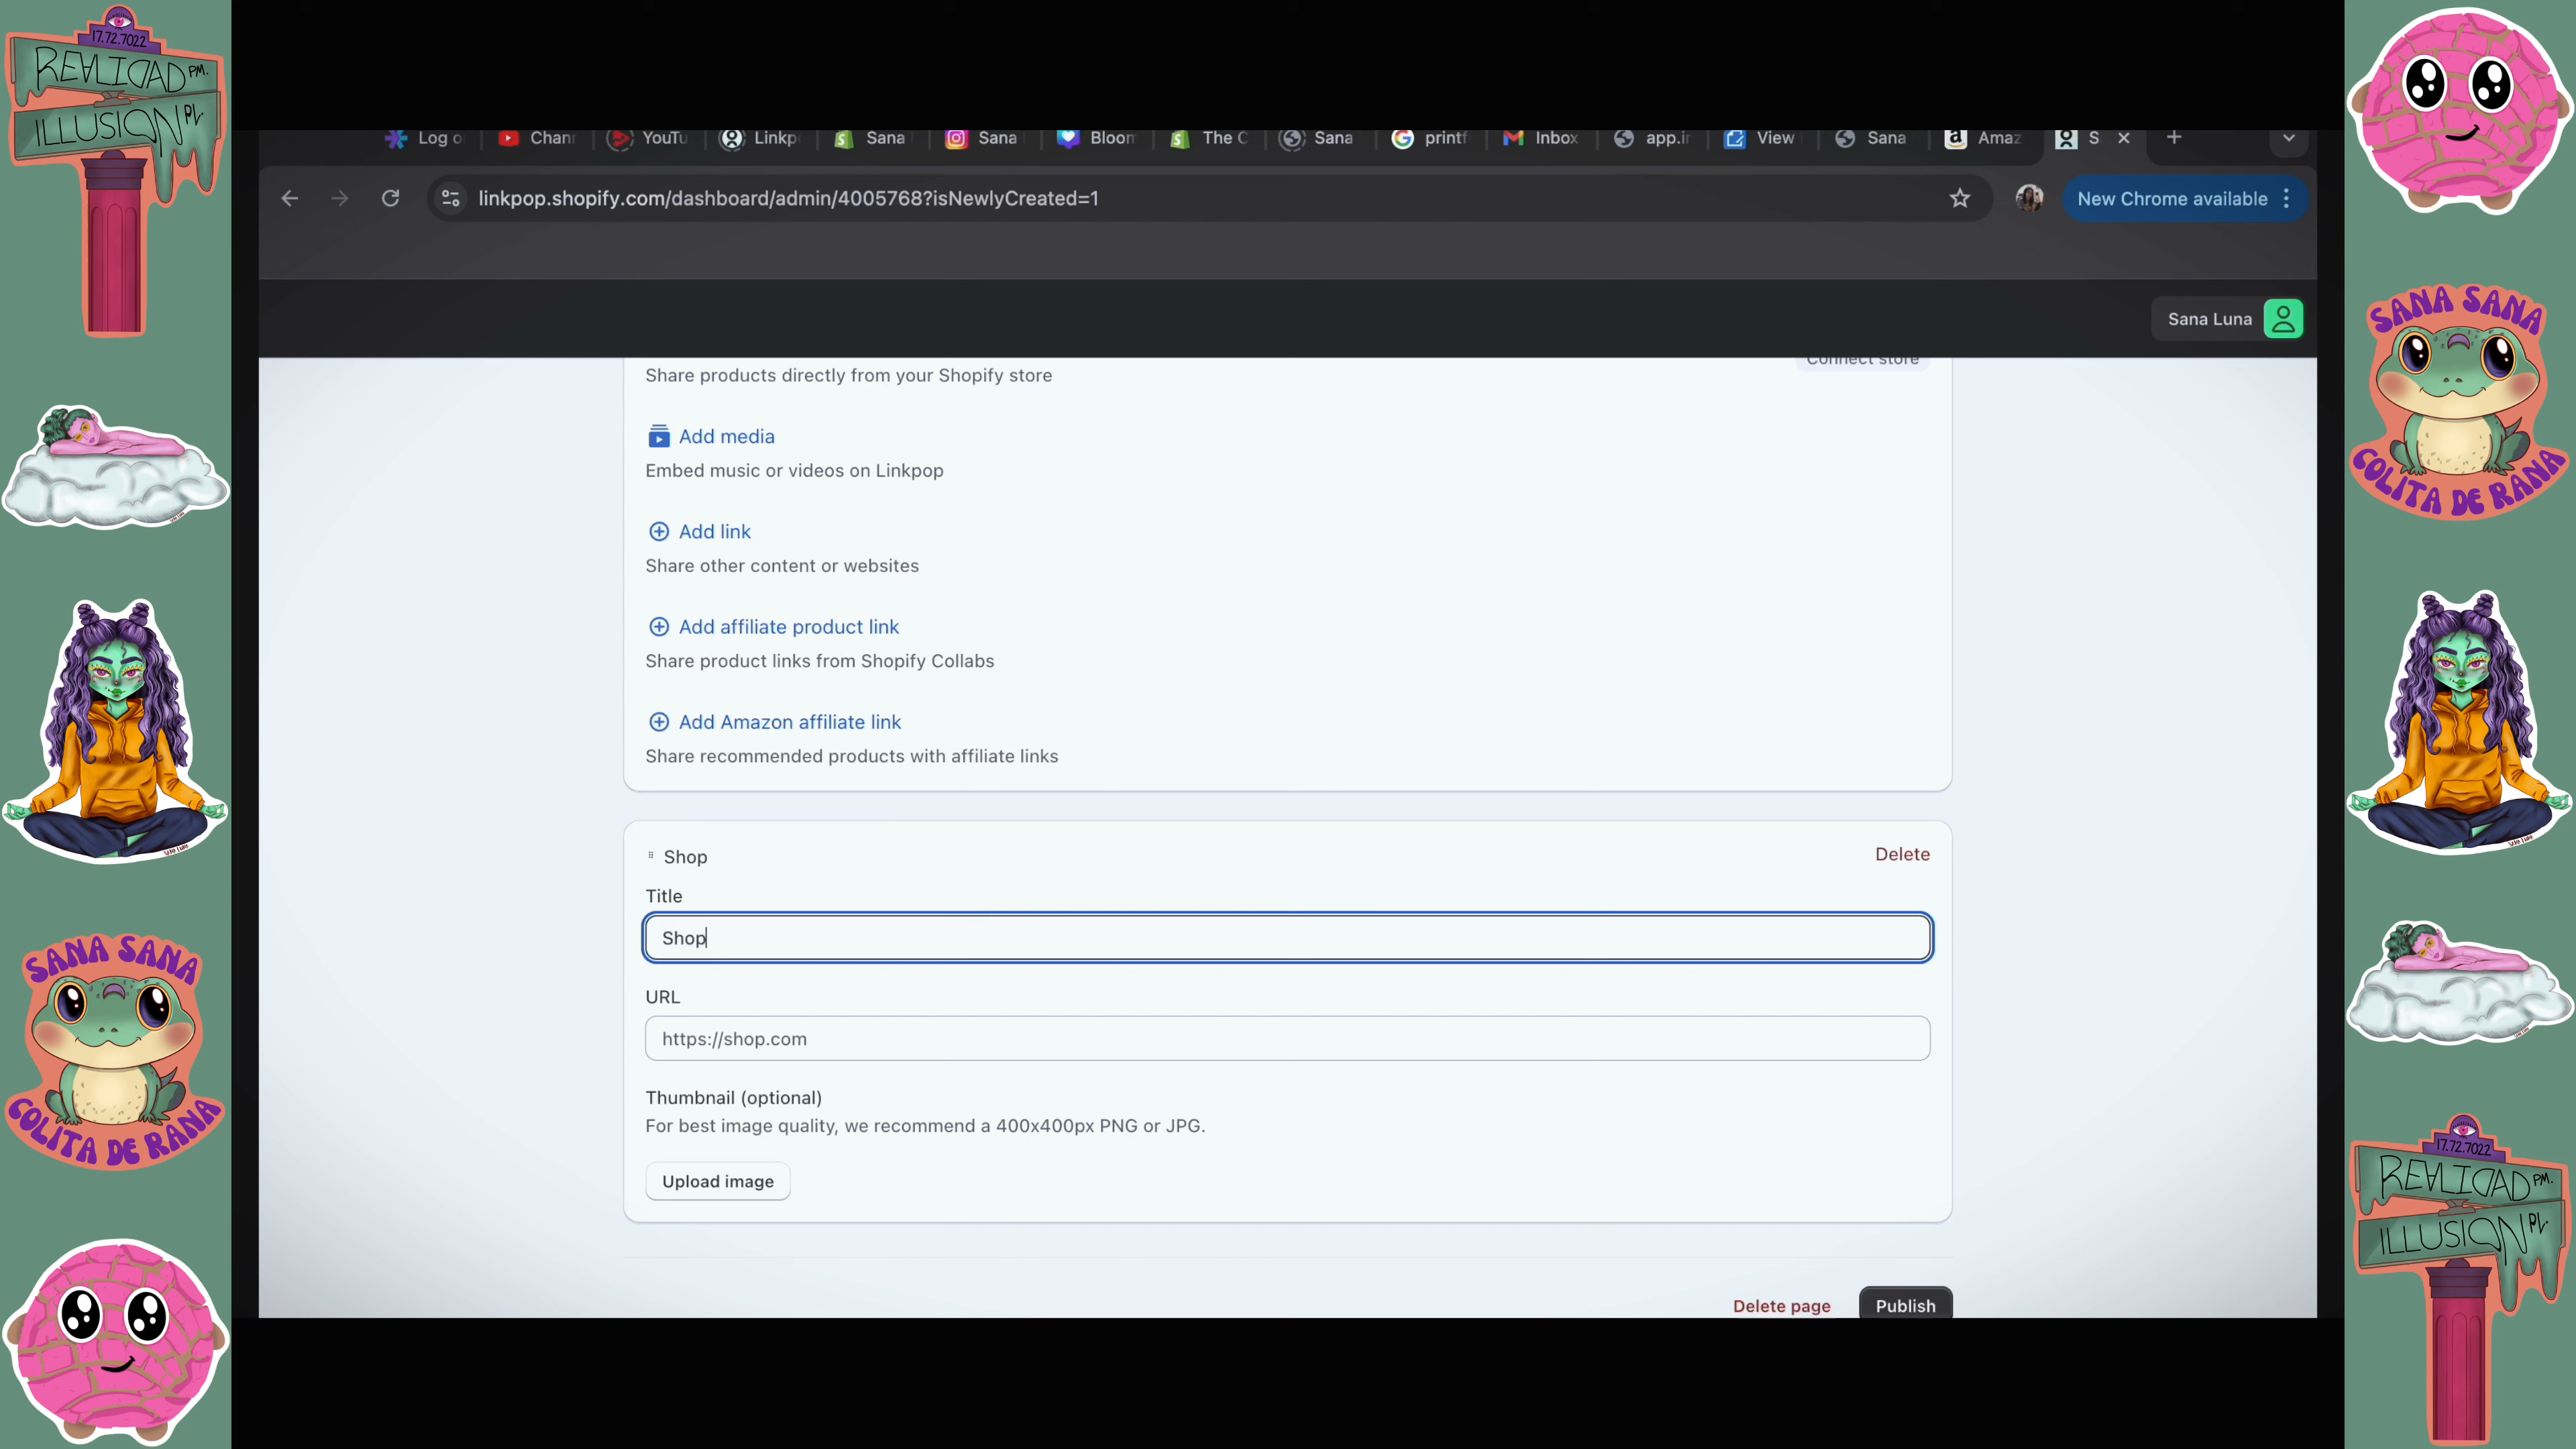 17.72.7022
REALIDAD PM.
ILLUSION PL.
SANA SANA
COLITA DE RANA
Log o
Chanr
YouTu
Linkp
Sana
Sana
Bloom
The C
Sana
printf
Inbox
app.ir
View
Sana
Amaz
S
linkpop.shopify.com/dashboard/admin/4005768?isNewlyCreated=1
New Chrome available
Sana Luna
Connect store
Share products directly from your Shopify store
Add media
Embed music or videos on Linkpop
Add link
Share other content or websites
Add affiliate product link
Share product links from Shopify Collabs
Add Amazon affiliate link
Share recommended products with affiliate links
Shop
Delete
Title
Shop
URL
https://shop.com
Thumbnail (optional)
For best image quality, we recommend a 400x400px PNG or JPG.
Upload image
Delete page
Publish
SANA SANA
COLITA DE RANA
17.72.7022
REALIDAD PM.
ILLUSION PL.